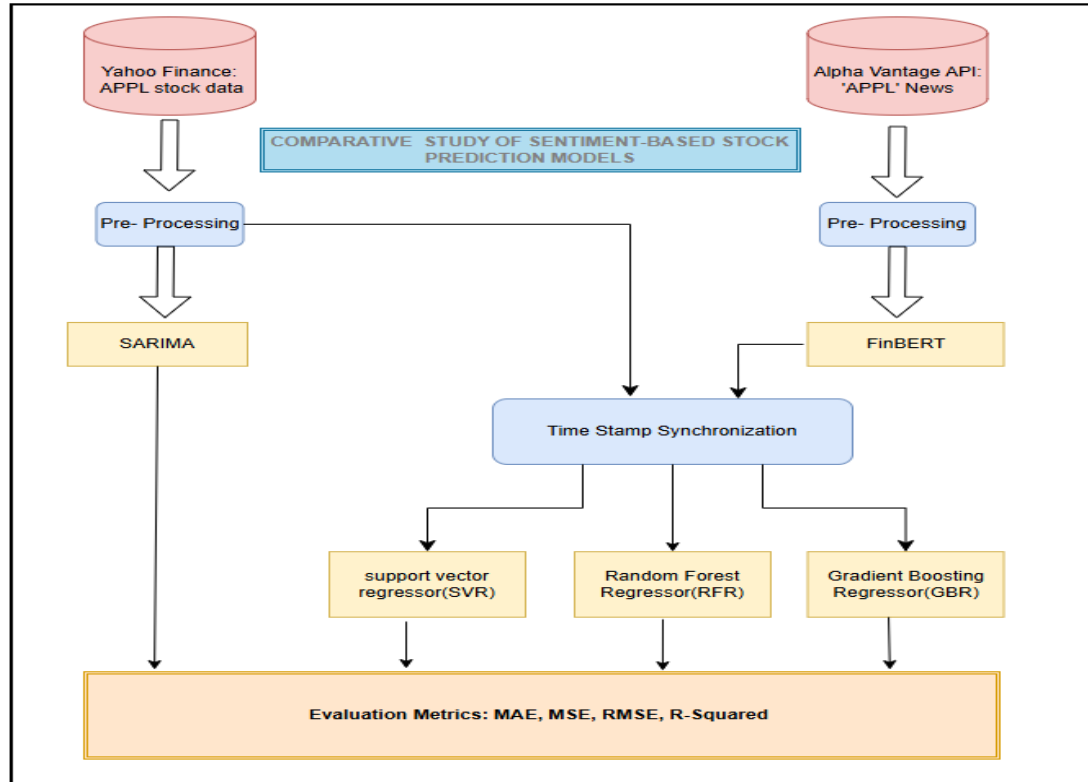 Yahoo Finance:
APPL stock data
Alpha Vantage API:
'APPL' News
COMPARATIVE STUDY OF SENTIMENT-BASED STOCK
PREDICTION MODELS
Pre- Processing
Pre- Processing
SARIMA
FinBERT
Time Stamp Synchronization
support vector
regressor(SVR)
Random Forest
Regressor(RFR)
Gradient Boosting
Regressor(GBR)
Evaluation Metrics: MAE, MSE, RMSE, R-Squared